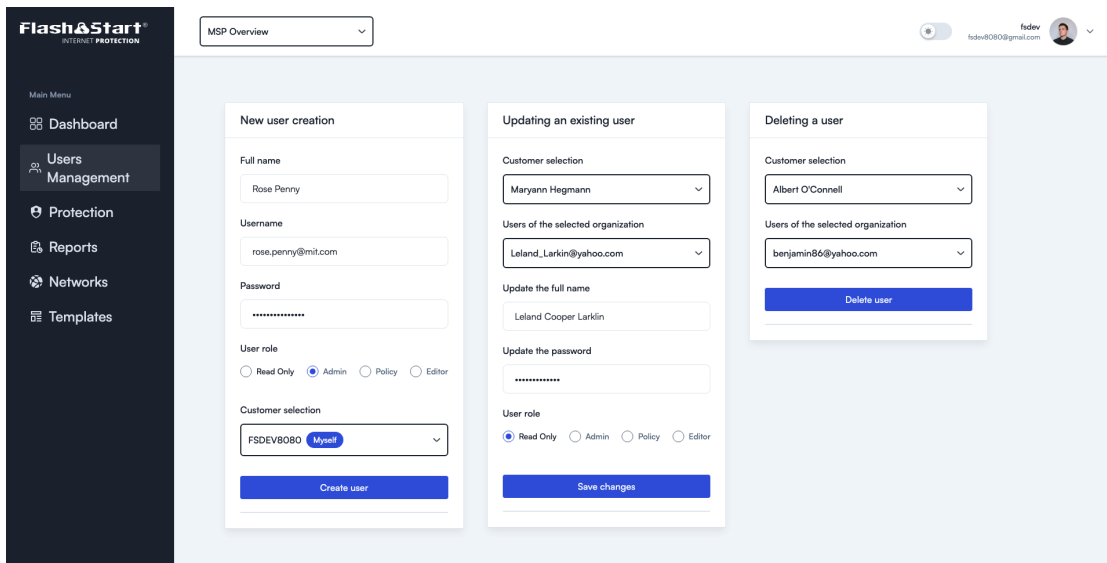 Flash&Start®
INTERNET PROTECTION
MSP Overview
fsdev
fsdev8080@gmail.com
Main Menu
Dashboard
Users
Management
Protection
Reports
Networks
Templates
New user creation
Full name
Rose Penny
Username
rose.penny@mit.com
Password
•••••••••••••••
User role
Read Only Admin Policy Editor
Customer selection
FSDEV8080 Myself
Create user
Updating an existing user
Customer selection
Maryann Hegmann
Users of the selected organization
Leland_Larkin@yahoo.com
Update the full name
Leland Cooper Larklin
Update the password
•••••••••••••
User role
Read Only Admin Policy Editor
Save changes
Deleting a user
Customer selection
Albert O'Connell
Users of the selected organization
benjamin86@yahoo.com
Delete user